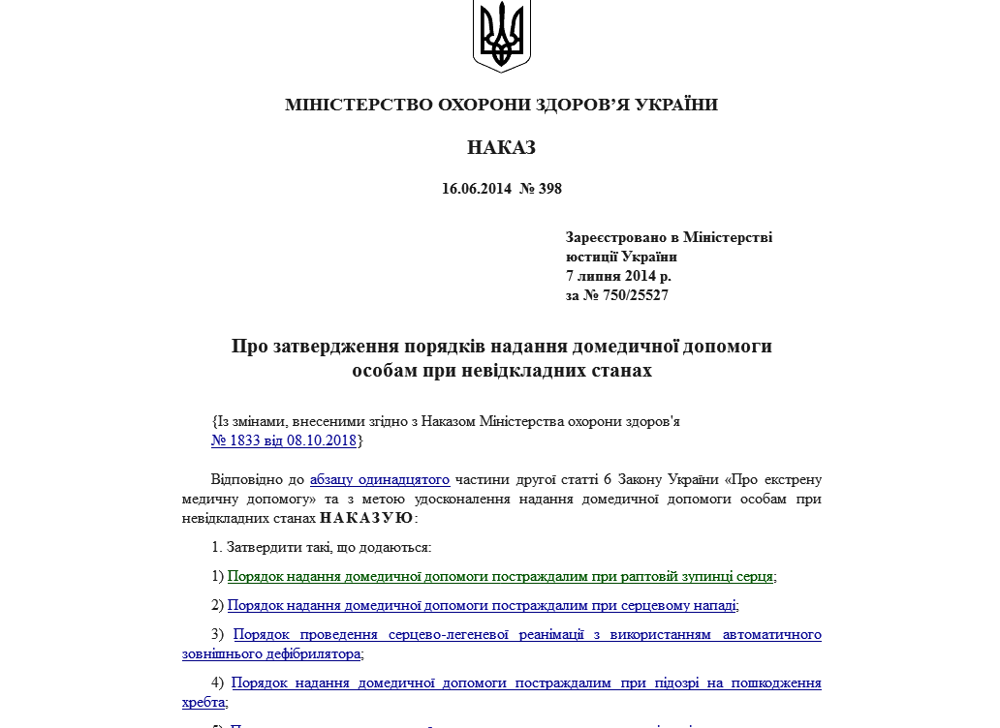 МІНІСТЕРСТВО ОХОРОНИ ЗДОРОВ’Я УКРАЇНИ
НАКАЗ
16.06.2014 № 398
Зареєстровано в Міністерстві
юстиції України
7 липня 2014 р.
за № 750/25527
Про затвердження порядків надання домедичної допомоги
особам при невідкладних станах
{Із змінами, внесеними згідно з Наказом Міністерства охорони здоров'я
№ 1833 від 08.10.2018}
Відповідно до абзацу одинадцятого частини другої статті 6 Закону України «Про екстрену
медичну допомогу» та з метою удосконалення надання домедичної допомоги особам при
невідкладних станах НАКАЗУЮ:
1. Затвердити такі, що додаються:
1) Порядок надання домедичної допомоги постраждалим при раптовій зупинці серця;
2) Порядок надання домедичної допомоги постраждалим при серцевому нападі;
3) Порядок проведення серцево-легеневої реанімації з використанням автоматичного
зовнішнього дефібрилятора;
4) Порядок надання домедичної допомоги постраждалим при підозрі на пошкодження
хребта;